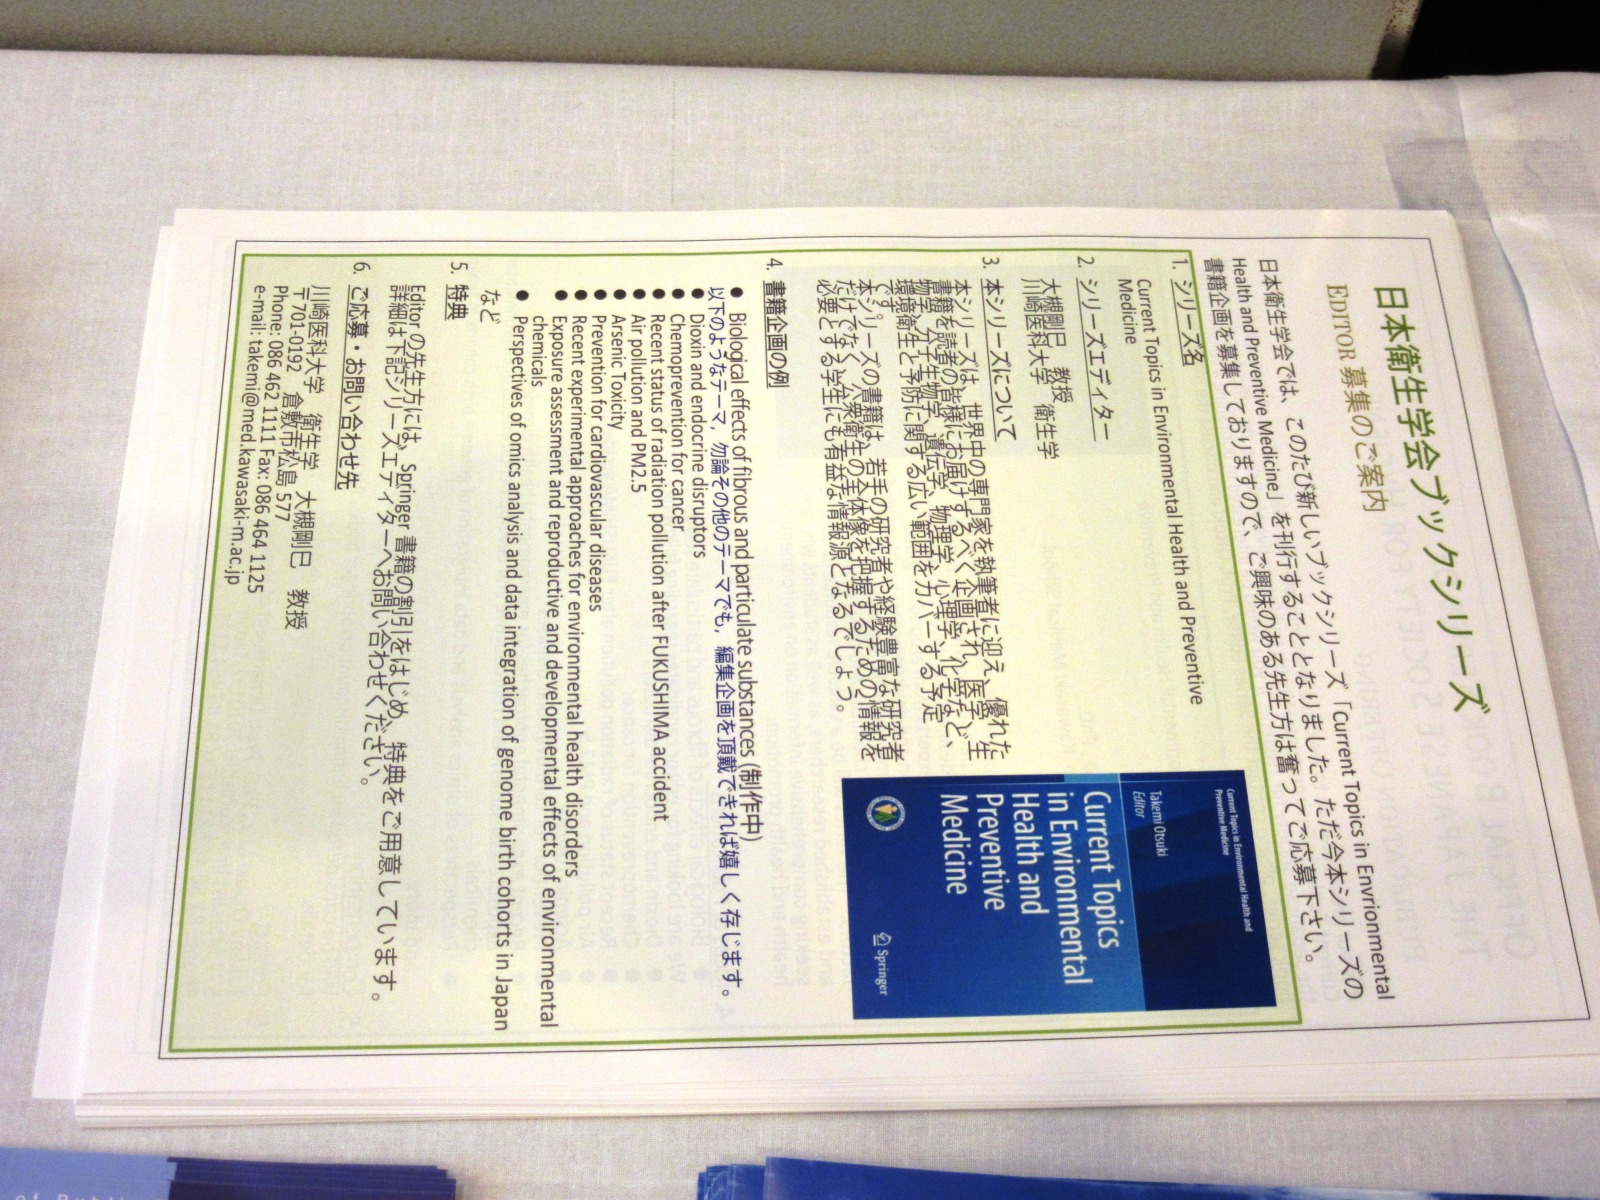 日本衛生学会ブックシリーズ
EDITOR 募集のご案内
日本衛生学会では、このたび新しいブックシリーズ「Current Topics in Envrionmental
Health and Preventive Medicine」を刊行することとなりました。ただ今本シリーズの
書籍企画を募集しておりますので、ご興味のある先生方は奮ってご応募下さい。
1. シリーズ名
Current Topics in Environmental Health and Preventive
Medicine
2. シリーズエディター
大槻剛巳 教授
川崎医科大学 衛生学
3. 本シリーズについて
本シリーズは、世界中の専門家を執筆者に迎え、優れた
書籍を読者の皆様にお届けするべく企画され、医学、生
物学、分子生物学、遺伝学、物理学、心理学、化学など、
環境衛生と予防に関する広い範囲をカバーする予定
です。
本シリーズの書籍は、若手の研究者や経験豊富な研究者
だけでなく、公衆衛生の全体像を把握するための情報を
必要とする学生にも有益な情報源となるでしょう。
Current Topics in Environmental Health and
Preventive Medicine
Takemi Otsuki
Editor
Current Topics
in Environmental
Health and
Preventive
Medicine
Springer
4. 書籍企画の例
● Biological effects of fibrous and particulate substances (制作中)
以下のようなテーマ，勿論その他のテーマでも，編集企画を頂戴できれば嬉しく存じます。
● Dioxin and endocrine disruptors
● Chemoprevention for cancer
● Recent status of radiation pollution after FUKUSHIMA accident
● Air pollution and PM2.5
● Arsenic Toxicity
● Prevention for cardiovascular diseases
● Recent experimental approaches for environmental health disorders
● Exposure assessment and reproductive and developmental effects of environmental
chemicals
● Perspectives of omics analysis and data integration of genome birth cohorts in Japan
など
5. 特典
Editor の先生方には、Springer 書籍の割引をはじめ、特典をご用意しています。
詳細は下記シリーズエディターへお問い合わせください。
6. ご応募・お問い合わせ先
川崎医科大学 衛生学 大槻剛巳 教授
〒701-0192 倉敷市松島 577
Phone: 086 462 1111 Fax: 086 464 1125
e-mail: takemi@med.kawasaki-m.ac.jp